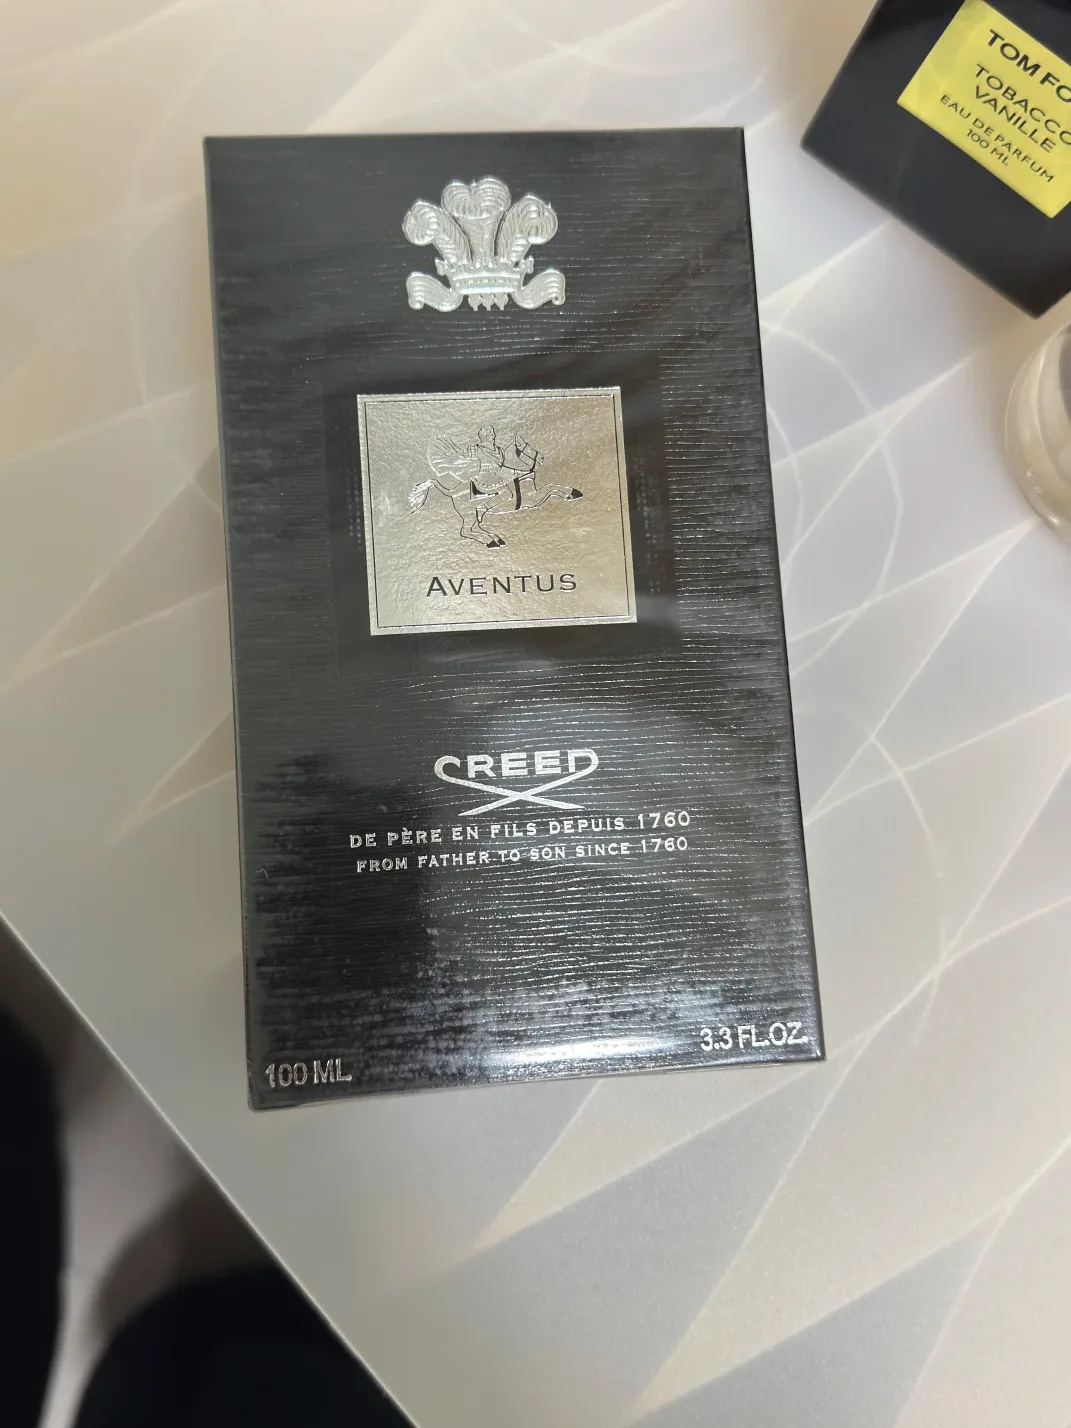 TOM FO
TOBACCO
VANILLE
EAU DE PARFUM
100 ML
AVENTUS
CREED
DE PÈRE EN FILS DEPUIS 1760
FROM FATHER TO SON SINCE 1760
100 ML
3.3 FL.OZ.